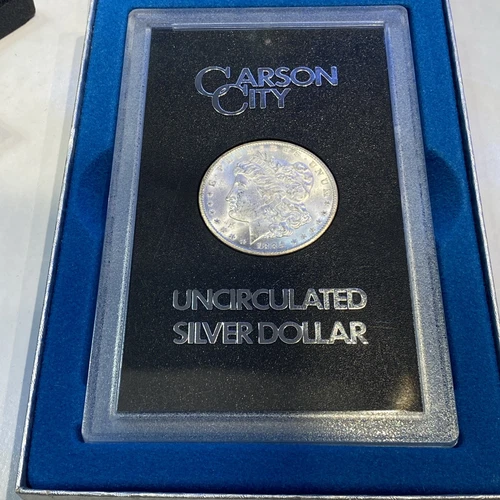 CARSON
CITY
UNCIRCULATED
SILVER DOLLAR